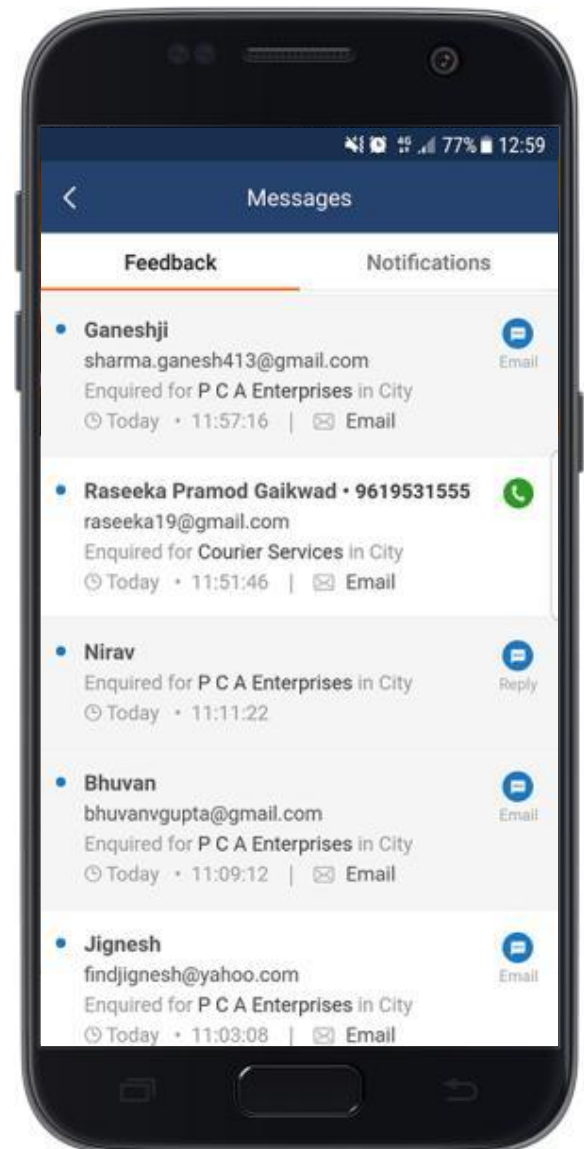 4G 77% 12:59
Messages
Feedback Notifications
Ganeshji
sharma.ganesh413@gmail.com
Email
Enquired for P C A Enterprises in City
Today • 11:57:16 | Email
Raseeka Pramod Gaikwad • 9619531555
raseeka19@gmail.com
Enquired for Courier Services in City
Today • 11:51:46 | Email
Nirav
Enquired for P C A Enterprises in City
Reply
Today • 11:11:22
Bhuvan
bhuvanvgupta@gmail.com
Email
Enquired for P C A Enterprises in City
Today • 11:09:12 | Email
Jignesh
findjignesh@yahoo.com
Email
Enquired for P C A Enterprises in City
Today • 11:03:08 | Email